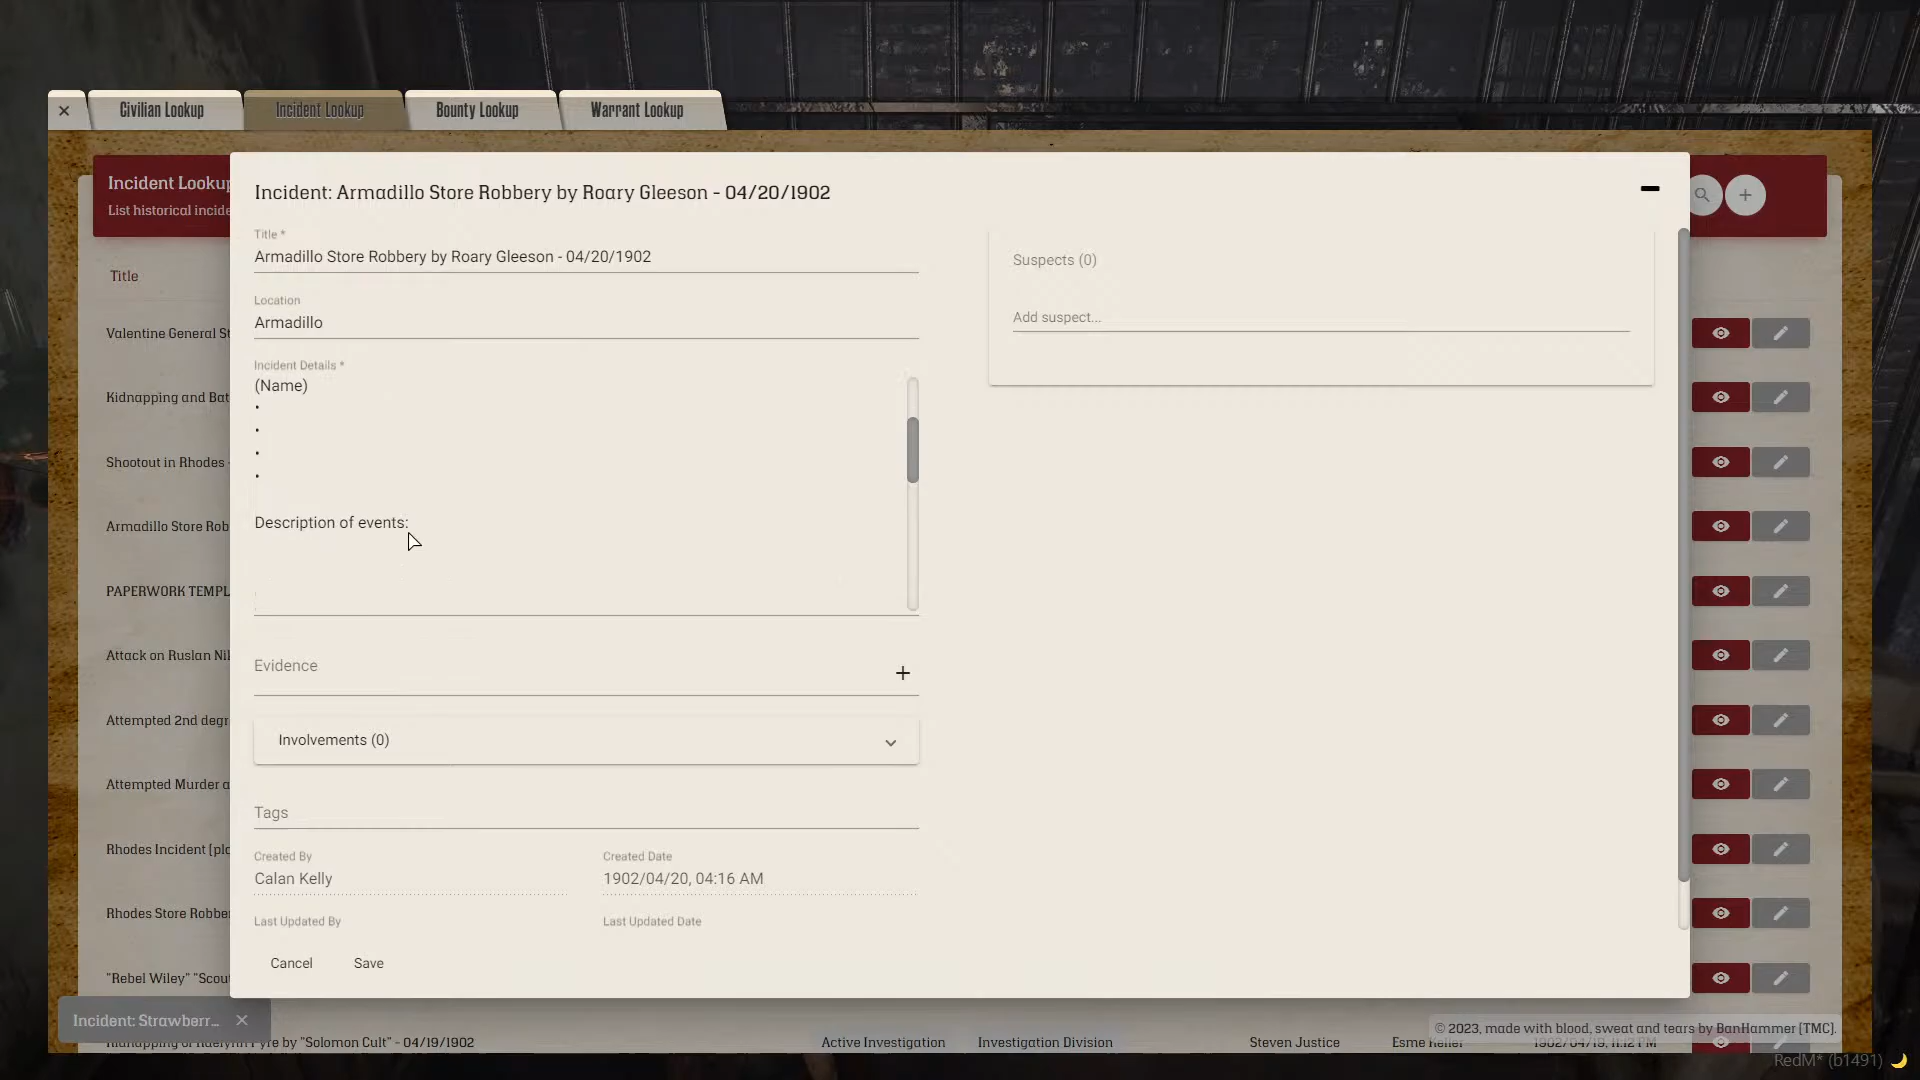 Civilian Lookup
Incident Lookup
Bounty Lookup
Warrant Lookup
Incident Lookup
List historical incide
Title
Valentine General St
Kidnapping and Bat
Shootout in Rhodes -
Armadillo Store Rob
PAPERWORK TEMPL
Attack on Ruslan Nik
Attempted 2nd degr
Attempted Murder a
Rhodes Incident [pla
Rhodes Store Robber
"Rebel Wiley" "Scou
Incident: Armadillo Store Robbery by Roary Gleeson - 04/20/1902
Title *
Armadillo Store Robbery by Roary Gleeson - 04/20/1902
Location
Armadillo
Incident Details *
(Name)
•
•
•
•
Description of events:
Evidence
Involvements (0)
Tags
Created By
Calan Kelly
Created Date
1902/04/20, 04:16 AM
Last Updated By
Last Updated Date
Cancel
Save
Suspects (0)
Add suspect...
Incident: Strawberr...
by "Solomon Cult" - 04/19/1902
Active Investigation
Investigation Division
Steven Justice
Esme
© 2023, made with blood, sweat and tears by BanHammer [TMC].
RedM* (b1491)